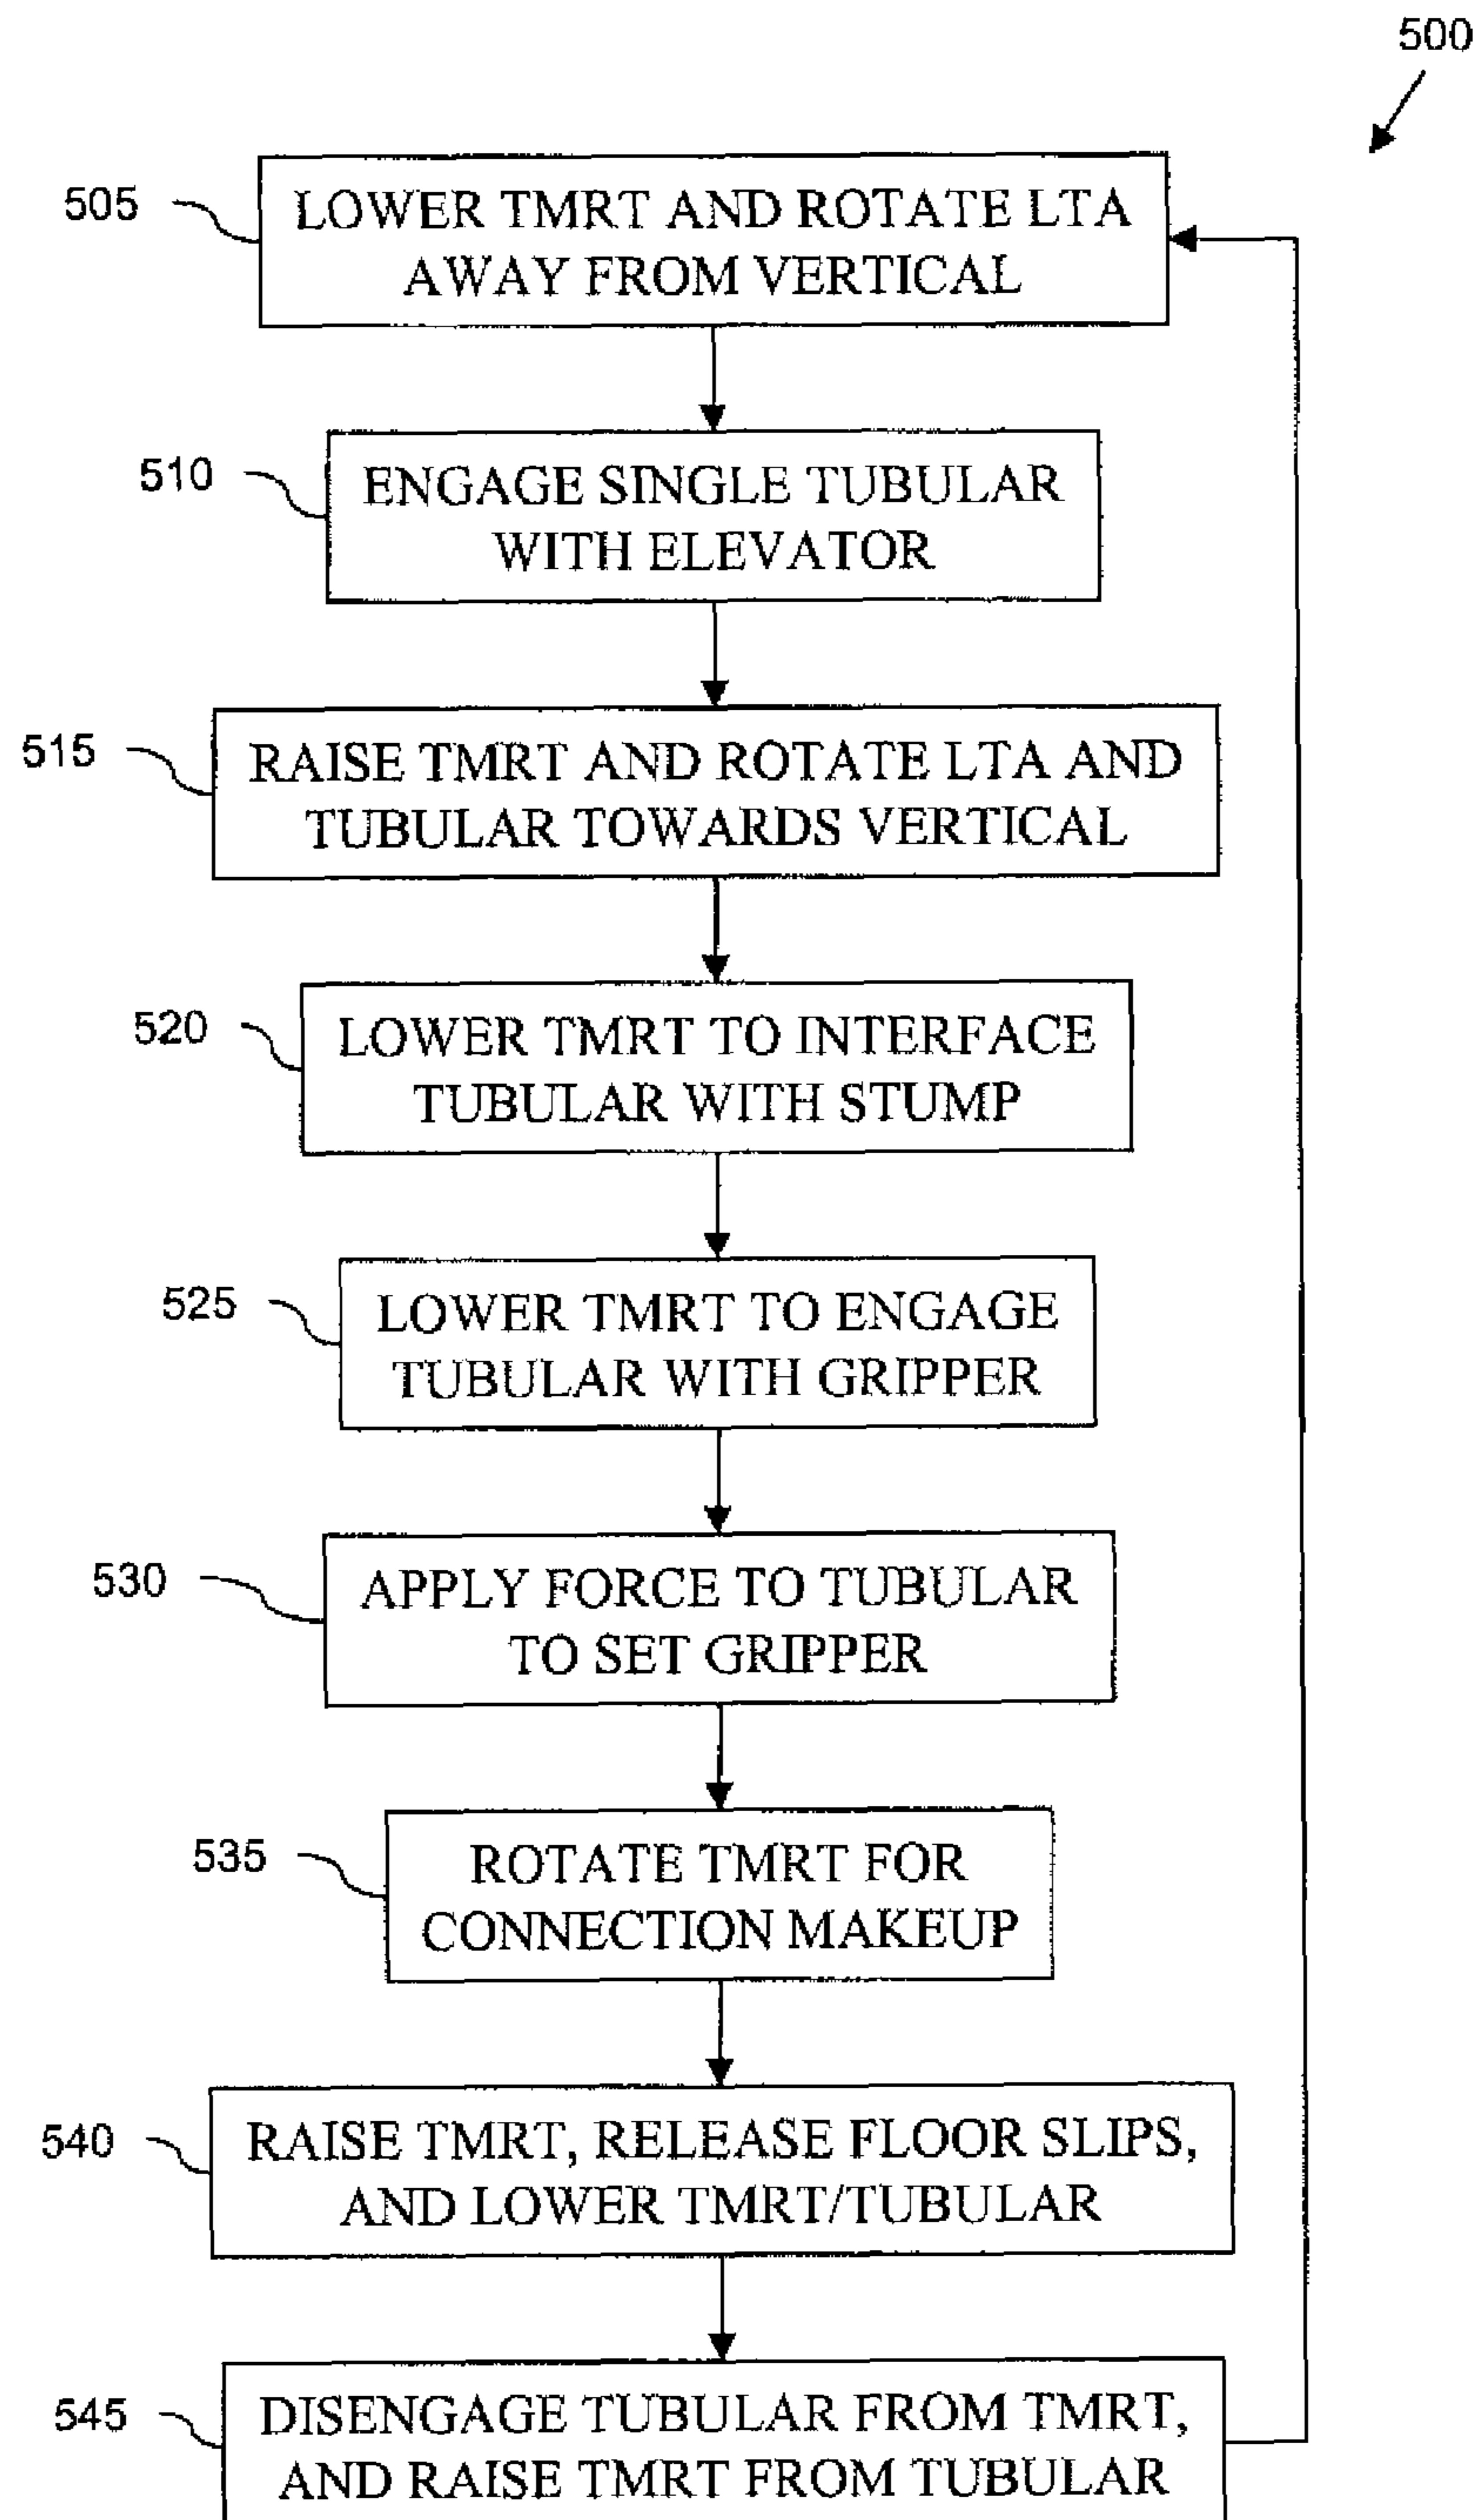 500
505
LOWER TMRT AND ROTATE LTA
AWAY FROM VERTICAL
510
ENGAGE SINGLE TUBULAR
WITH ELEVATOR
515
RAISE TMRT AND ROTATE LTA AND
TUBULAR TOWARDS VERTICAL
520
LOWER TMRT TO INTERFACE
TUBULAR WITH STUMP
525
LOWER TMRT TO ENGAGE
TUBULAR WITH GRIPPER
530
APPLY FORCE TO TUBULAR
TO SET GRIPPER
535
ROTATE TMRT FOR
CONNECTION MAKEUP
540
RAISE TMRT, RELEASE FLOOR SLIPS,
AND LOWER TMRT/TUBULAR
545
DISENGAGE TUBULAR FROM TMRT,
AND RAISE TMRT FROM TUBULAR